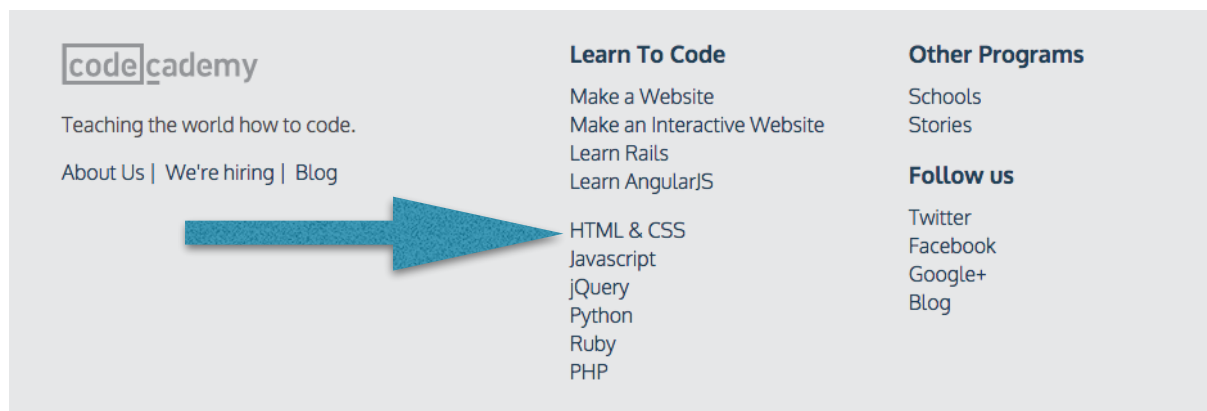 codecademy
Teaching the world how to code.
About Us | We're hiring | Blog
Learn To Code
Make a Website
Make an Interactive Website
Learn Rails
Learn AngularJS
HTML & CSS
Javascript
jQuery
Python
Ruby
PHP
Other Programs
Schools
Stories
Follow us
Twitter
Facebook
Google+
Blog